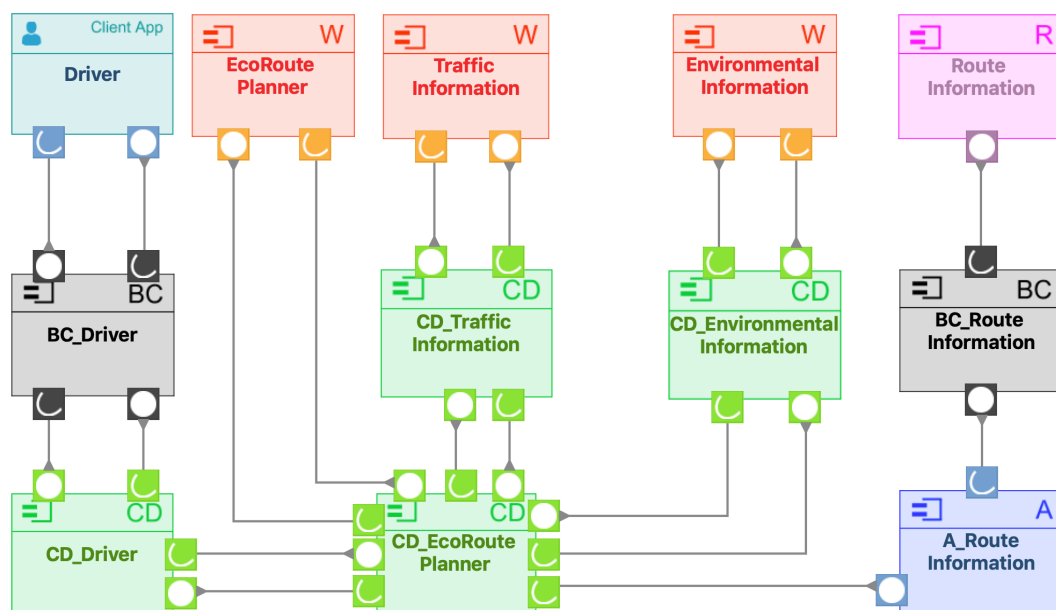 Client App
Driver
W
EcoRoute
Planner
W
Traffic
Information
W
Environmental
Information
R
Route
Information
BC
BC_Driver
CD
CD_Traffic
Information
CD
CD_Environmental
Information
BC
BC_Route
Information
CD
CD_Driver
CD
CD_EcoRoute
Planner
A
A_Route
Information